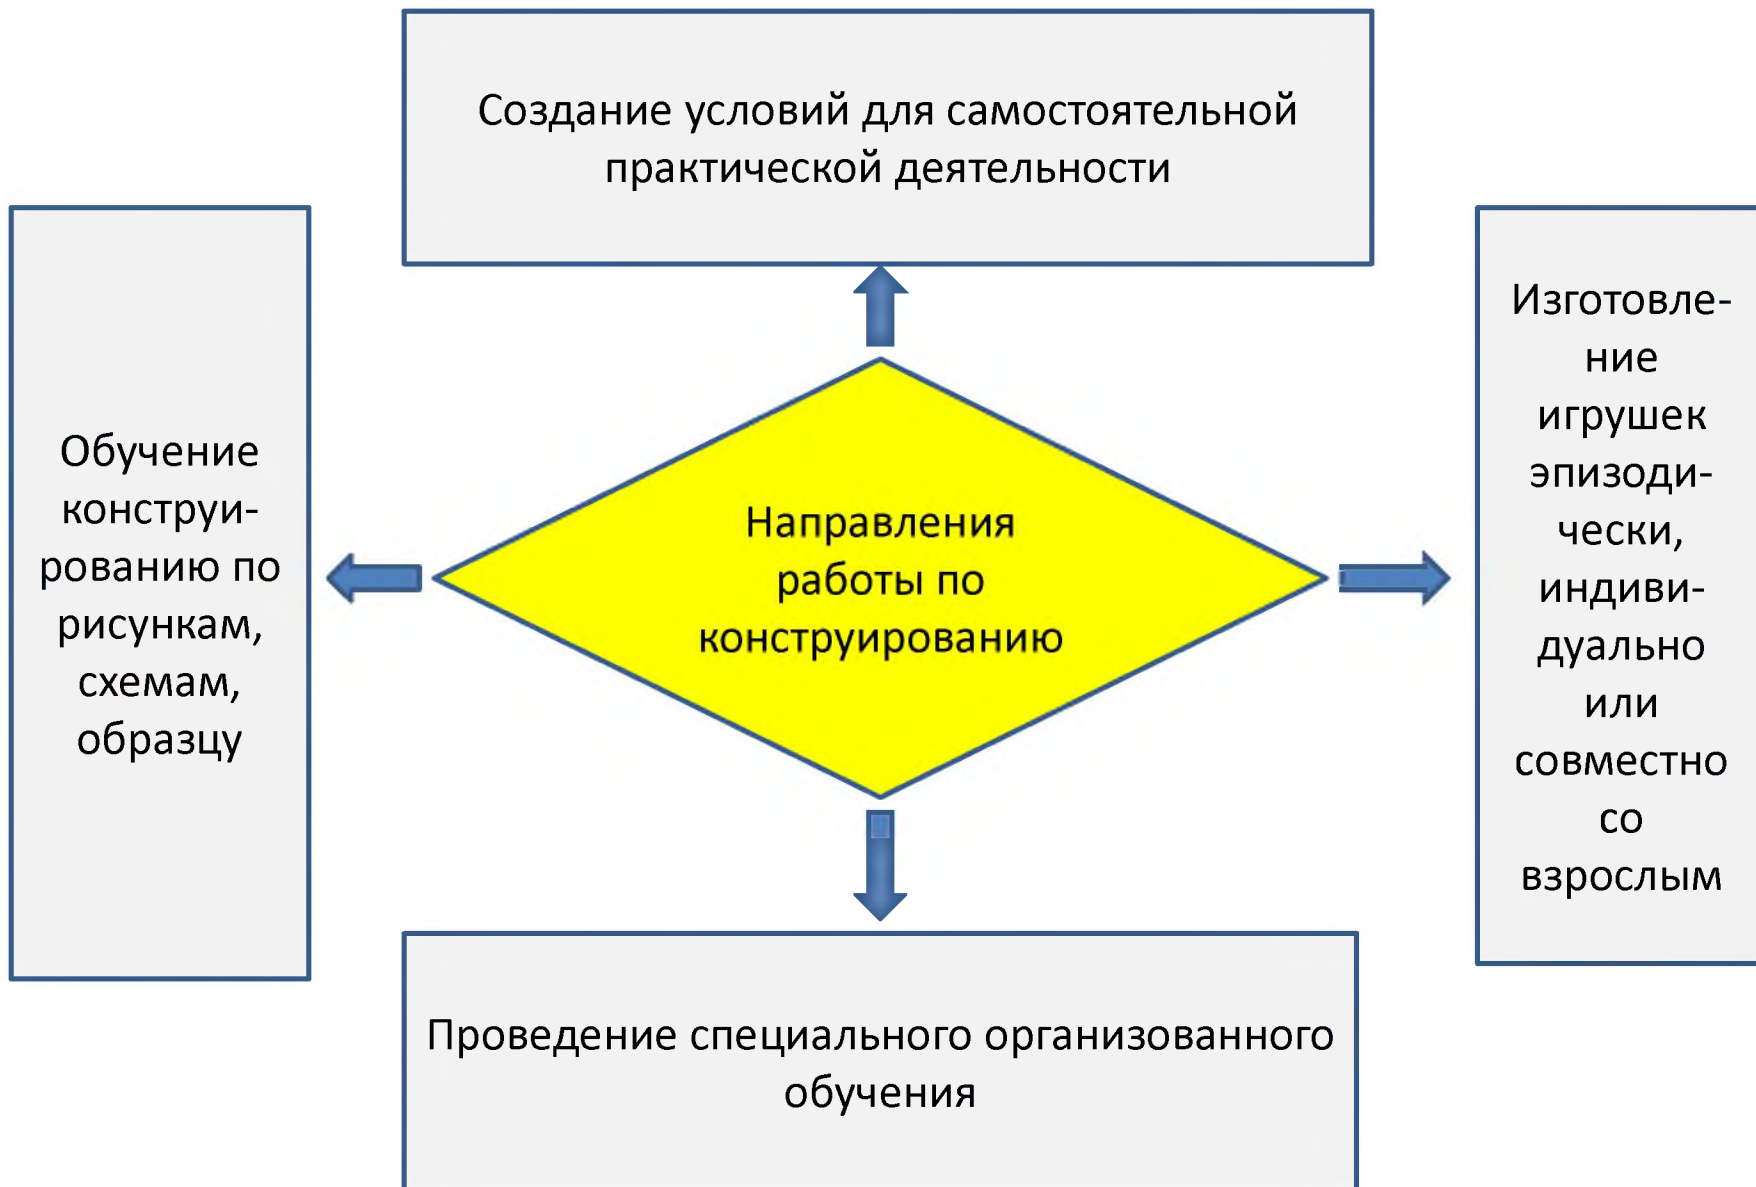 Создание условий для самостоятельной
практической деятельности
Обучение
конструи-
рованию по
рисункам,
схемам,
образцу
Направления
работы по
конструированию
Изготовле-
ние
игрушек
эпизоди-
чески,
индиви-
дуально
или
совместно
со
взрослым
Проведение специального организованного
обучения